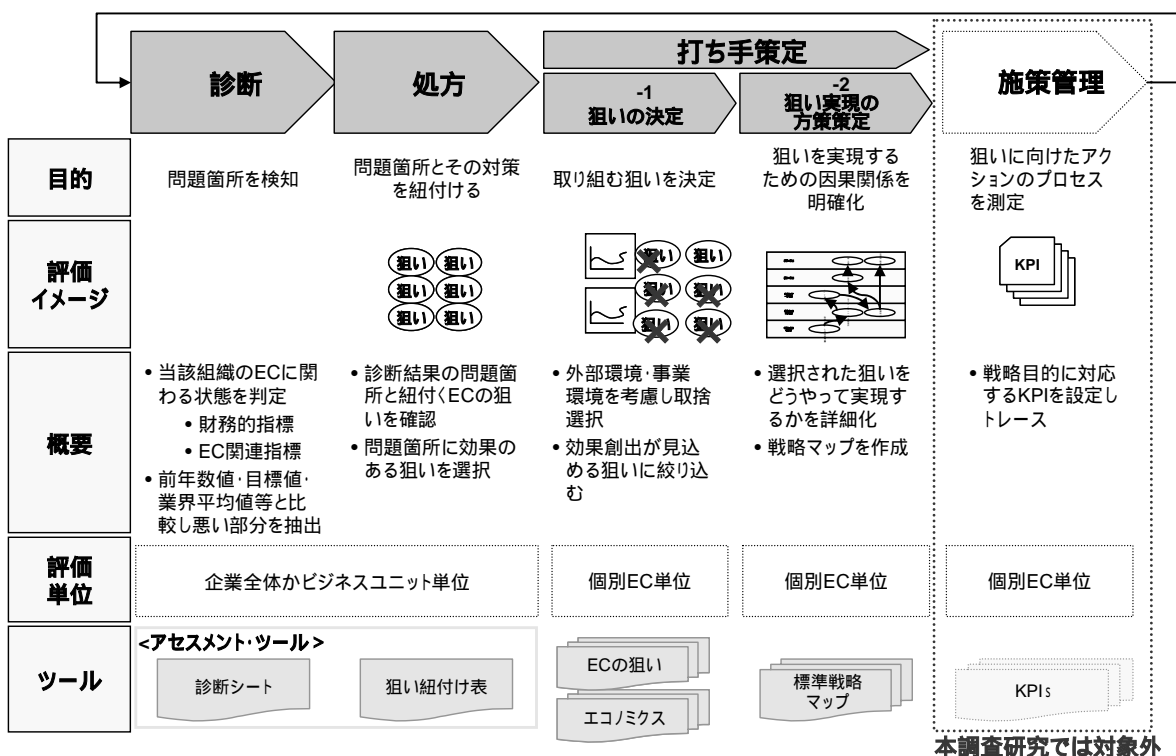 診断
処方
打ち手策定
-1
狙いの決定
-2
狙い実現の
方策策定
施策管理
目的
問題箇所を検知
問題箇所とその対策
を紐付ける
取り組む狙いを決定
狙いを実現する
ための因果関係を
明確化
狙いに向けたアク
ションのプロセス
を測定
評価
イメージ
狙い 狙い
狙い 狙い
狙い 狙い
狙い 狙い
狙い 狙い
狙い 狙い
KPI
概要
• 当該組織のECに関
わる状態を判定
• 財務的指標
• EC関連指標
• 前年数値・目標値・
業界平均値等と比
較し悪い部分を抽出
• 診断結果の問題箇
所と紐付くECの狙
いを確認
• 問題箇所に効果の
ある狙いを選択
• 外部環境・事業
環境を考慮し取捨
選択
• 効果創出が見込
める狙いに絞り込
む
• 選択された狙いを
どうやって実現す
るかを詳細化
• 戦略マップを作成
• 戦略目的に対応
するKPIを設定し
トレース
評価
単位
企業全体かビジネスユニット単位
個別EC単位
個別EC単位
個別EC単位
ツール
<アセスメント・ツール>
診断シート
狙い紐付け表
ECの狙い
エコノミクス
標準戦略
マップ
KPIs
本調査研究では対象外